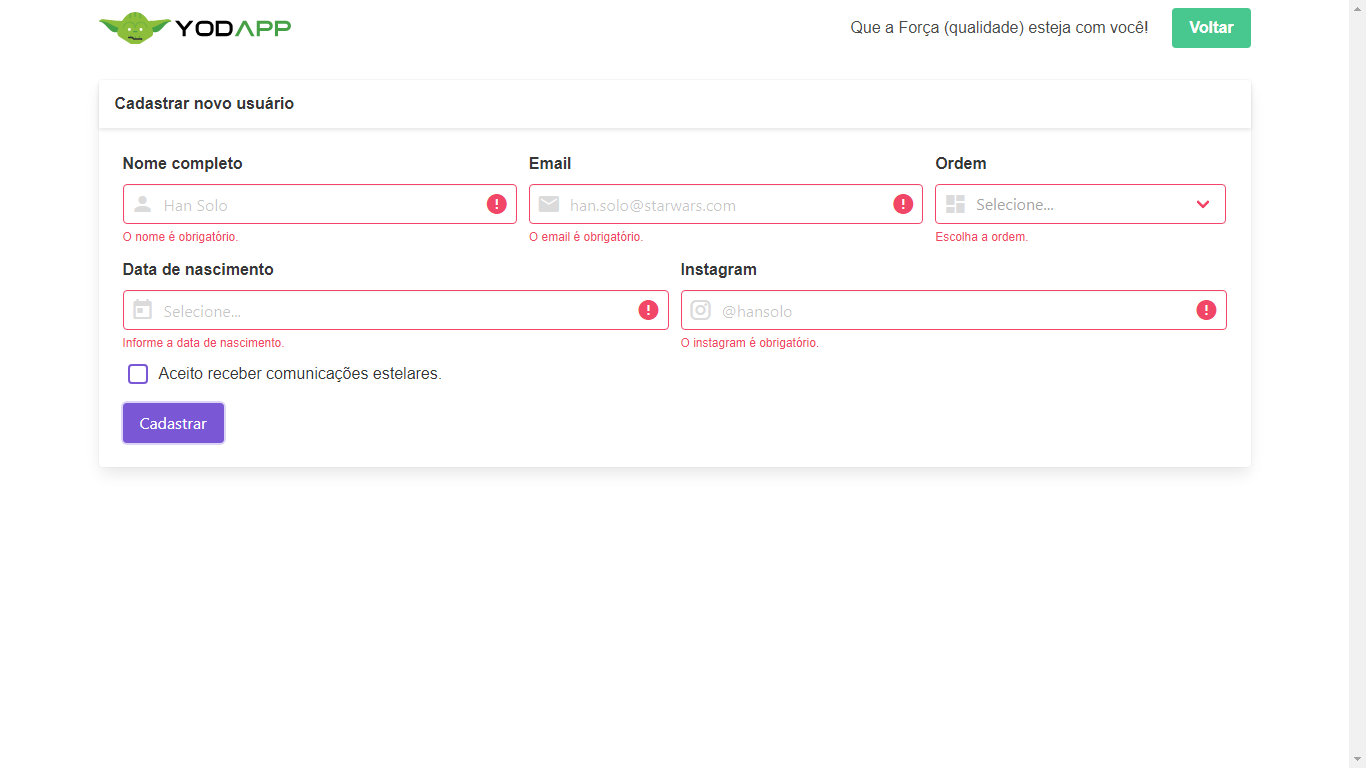 YODAPP
Que a Força (qualidade) esteja com você!
Voltar
Cadastrar novo usuário
Nome completo
Email
Ordem
Han Solo
han.solo@starwars.com
Selecione...
O nome é obrigatório.
O email é obrigatório.
Escolha a ordem.
Data de nascimento
Instagram
Selecione...
@hansolo
Informe a data de nascimento.
O instagram é obrigatório.
Aceito receber comunicações estelares.
Cadastrar